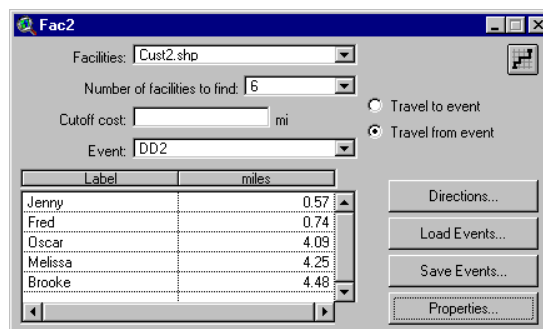 Fac2
Facilities: Cust2.shp
Number of facilities to find: 6
Cutoff cost: mi
Event: DD2
Travel to event
Travel from event
Label miles
Jenny 0.57
Fred 0.74
Oscar 4.09
Melissa 4.25
Brooke 4.48
Directions...
Load Events...
Save Events...
Properties...